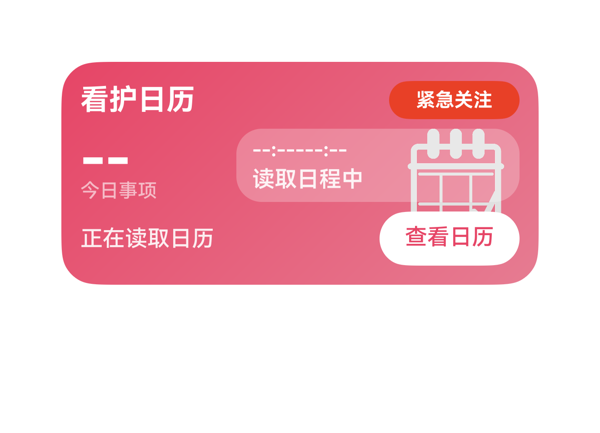 看护日历
紧急关注
--
--:-----:--
读取日程中
今日事项
正在读取日历
查看日历